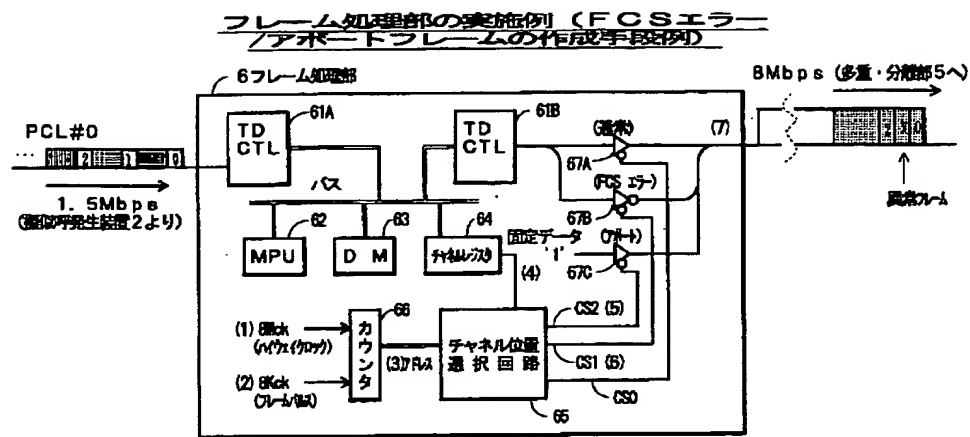 フレーム処理部の実施例(FCSエラー
/アボートフレームの作成手段例)
6フレーム処理部
8Mbps (多重・分離部5へ)
61A
61B
TD
CTL
TD
CTL
(通常)
(7)
PCL#0
67A
... 2 1 0
2 1 0
バス
(FCS エラー)
1.5Mbps
(擬似呼発生装置2より)
異常フレーム
62
63
64
67B
MPU
D M
チャネルレジスタ
固定データ
'1'
(アボート)
(4)
67C
66
CS2 (5)
(1) 8Mck
(ハイウェイクロック)
カウンタ
チャネル位置
選択回路
CS1 (6)
(3)アドレス
(2) 8Kck
(フレームパルス)
CS0
65